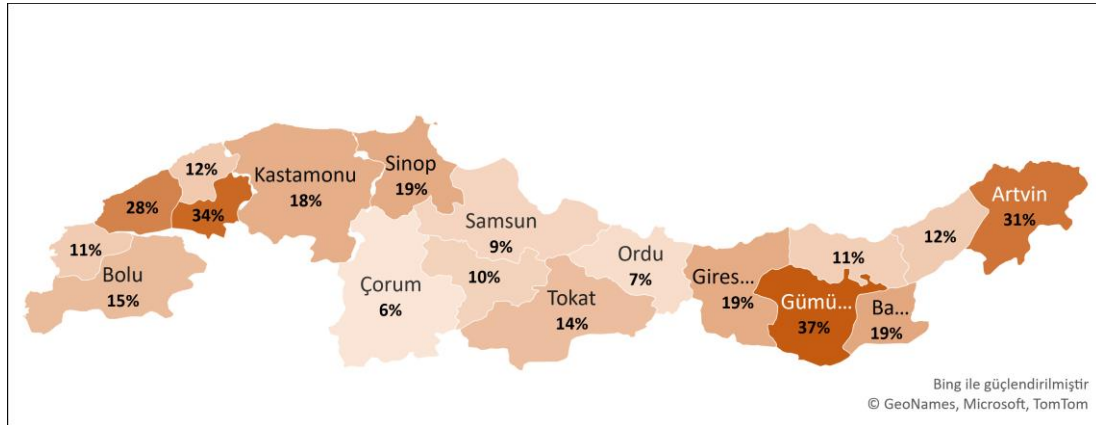 12%
Kastamonu
18%
Sinop
19%
28%
34%
11%
Bolu
15%
Samsun
9%
Çorum
6%
10%
Tokat
14%
Ordu
7%
Gires...
19%
11%
Gümü...
37%
Ba...
19%
12%
Artvin
31%
Bing ile güçlendirilmiştir
© GeoNames, Microsoft, TomTom